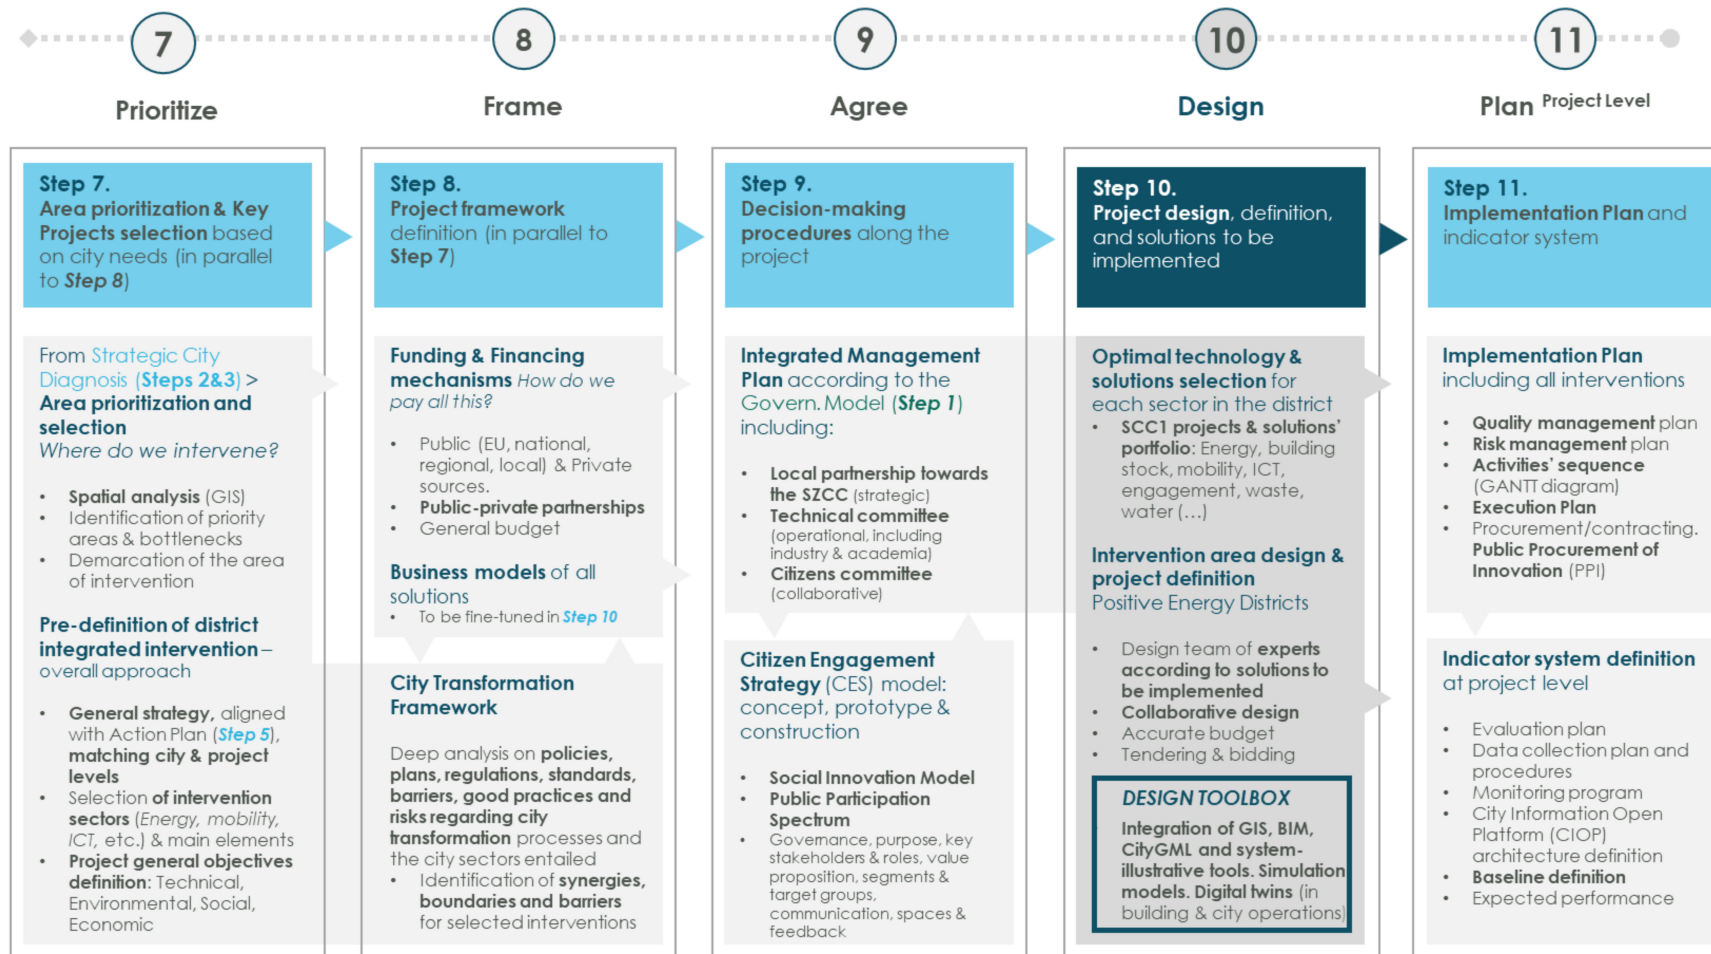 7
8
9
10
11
Prioritize
Frame
Agree
Design
Plan Project Level
Step 7.
Area prioritization & Key
Projects selection based
on city needs (in parallel
to Step 8)
From Strategic City
Diagnosis (Steps 2&3) >
Area prioritization and
selection
Where do we intervene?
• Spatial analysis (GIS)
• Identification of priority
areas & bottlenecks
• Demarcation of the area
of intervention
Pre-definition of district
integrated intervention –
overall approach
• General strategy, aligned
with Action Plan (Step 5),
matching city & project
levels
• Selection of intervention
sectors (Energy, mobility,
ICT, etc.) & main elements
• Project general objectives
definition: Technical,
Environmental, Social,
Economic
Step 8.
Project framework
definition (in parallel to
Step 7)
Funding & Financing
mechanisms How do we
pay all this?
• Public (EU, national,
regional, local) & Private
sources.
• Public-private partnerships
• General budget
Business models of all
solutions
• To be fine-tuned in Step 10
City Transformation
Framework
Deep analysis on policies,
plans, regulations, standards,
barriers, good practices and
risks regarding city
transformation processes and
the city sectors entailed
• Identification of synergies,
boundaries and barriers
for selected interventions
Step 9.
Decision-making
procedures along the
project
Integrated Management
Plan according to the
Govern. Model (Step 1)
including:
• Local partnership towards
the SZCC (strategic)
• Technical committee
(operational, including
industry & academia)
• Citizens committee
(collaborative)
Citizen Engagement
Strategy (CES) model:
concept, prototype &
construction
• Social Innovation Model
• Public Participation
Spectrum
• Governance, purpose, key
stakeholders & roles, value
proposition, segments &
target groups,
communication, spaces &
feedback
Step 10.
Project design, definition,
and solutions to be
implemented
Optimal technology &
solutions selection for
each sector in the district
• SCC1 projects & solutions'
portfolio: Energy, building
stock, mobility, ICT,
engagement, waste,
water (...)
Intervention area design &
project definition
Positive Energy Districts
• Design team of experts
according to solutions to
be implemented
• Collaborative design
• Accurate budget
• Tendering & bidding
DESIGN TOOLBOX
Integration of GIS, BIM,
CityGML and system-
illustrative tools. Simulation
models. Digital twins (in
building & city operations)
Step 11.
Implementation Plan and
indicator system
Implementation Plan
including all interventions
• Quality management plan
• Risk management plan
• Activities' sequence
(GANTT diagram)
• Execution Plan
• Procurement/contracting.
Public Procurement of
Innovation (PPI)
Indicator system definition
at project level
• Evaluation plan
• Data collection plan and
procedures
• Monitoring program
• City Information Open
Platform (CIOP)
architecture definition
• Baseline definition
• Expected performance